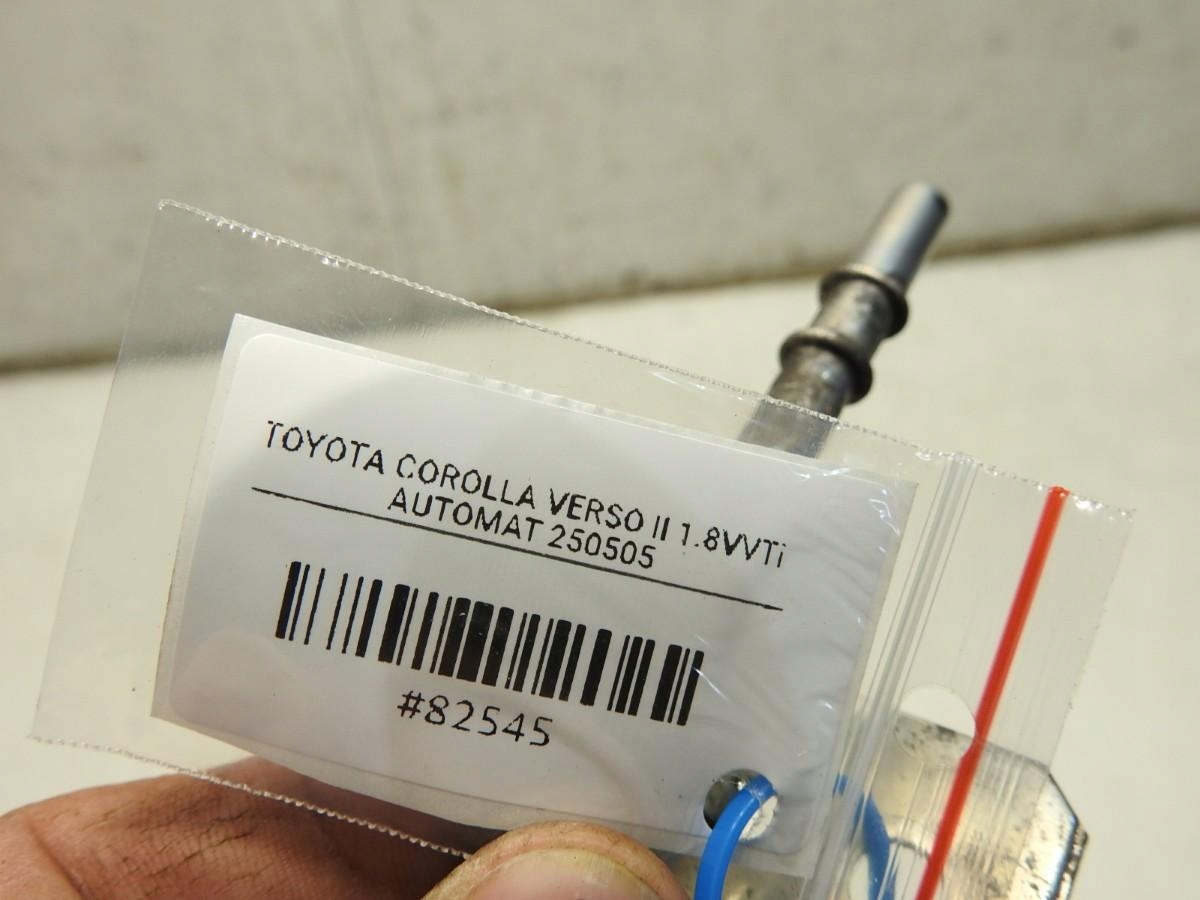 TOYOTA COROLLA VERSO II 1.8VVTi
AUTOMAT 250505
#82545